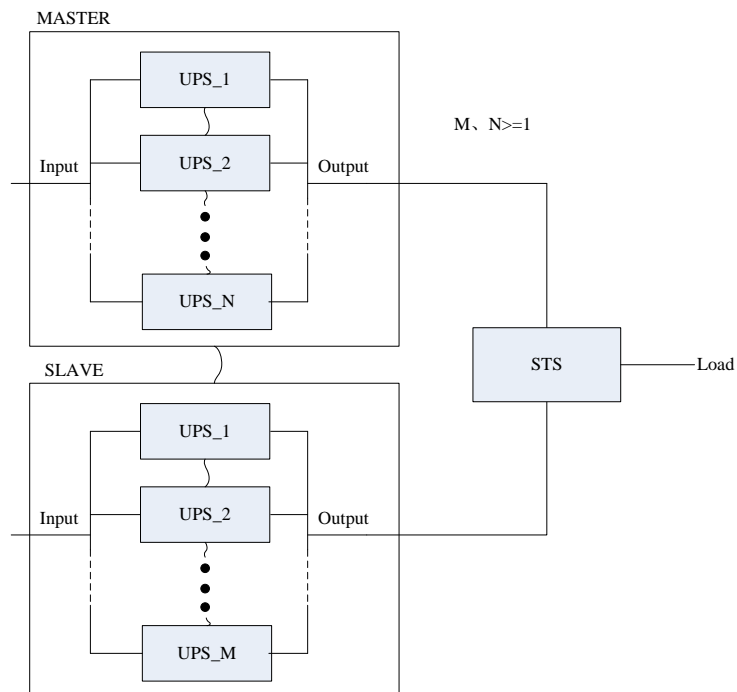 MASTER
UPS_1
M、N>=1
Input
UPS_2
Output
UPS_N
STS
Load
SLAVE
UPS_1
Input
UPS_2
Output
UPS_M